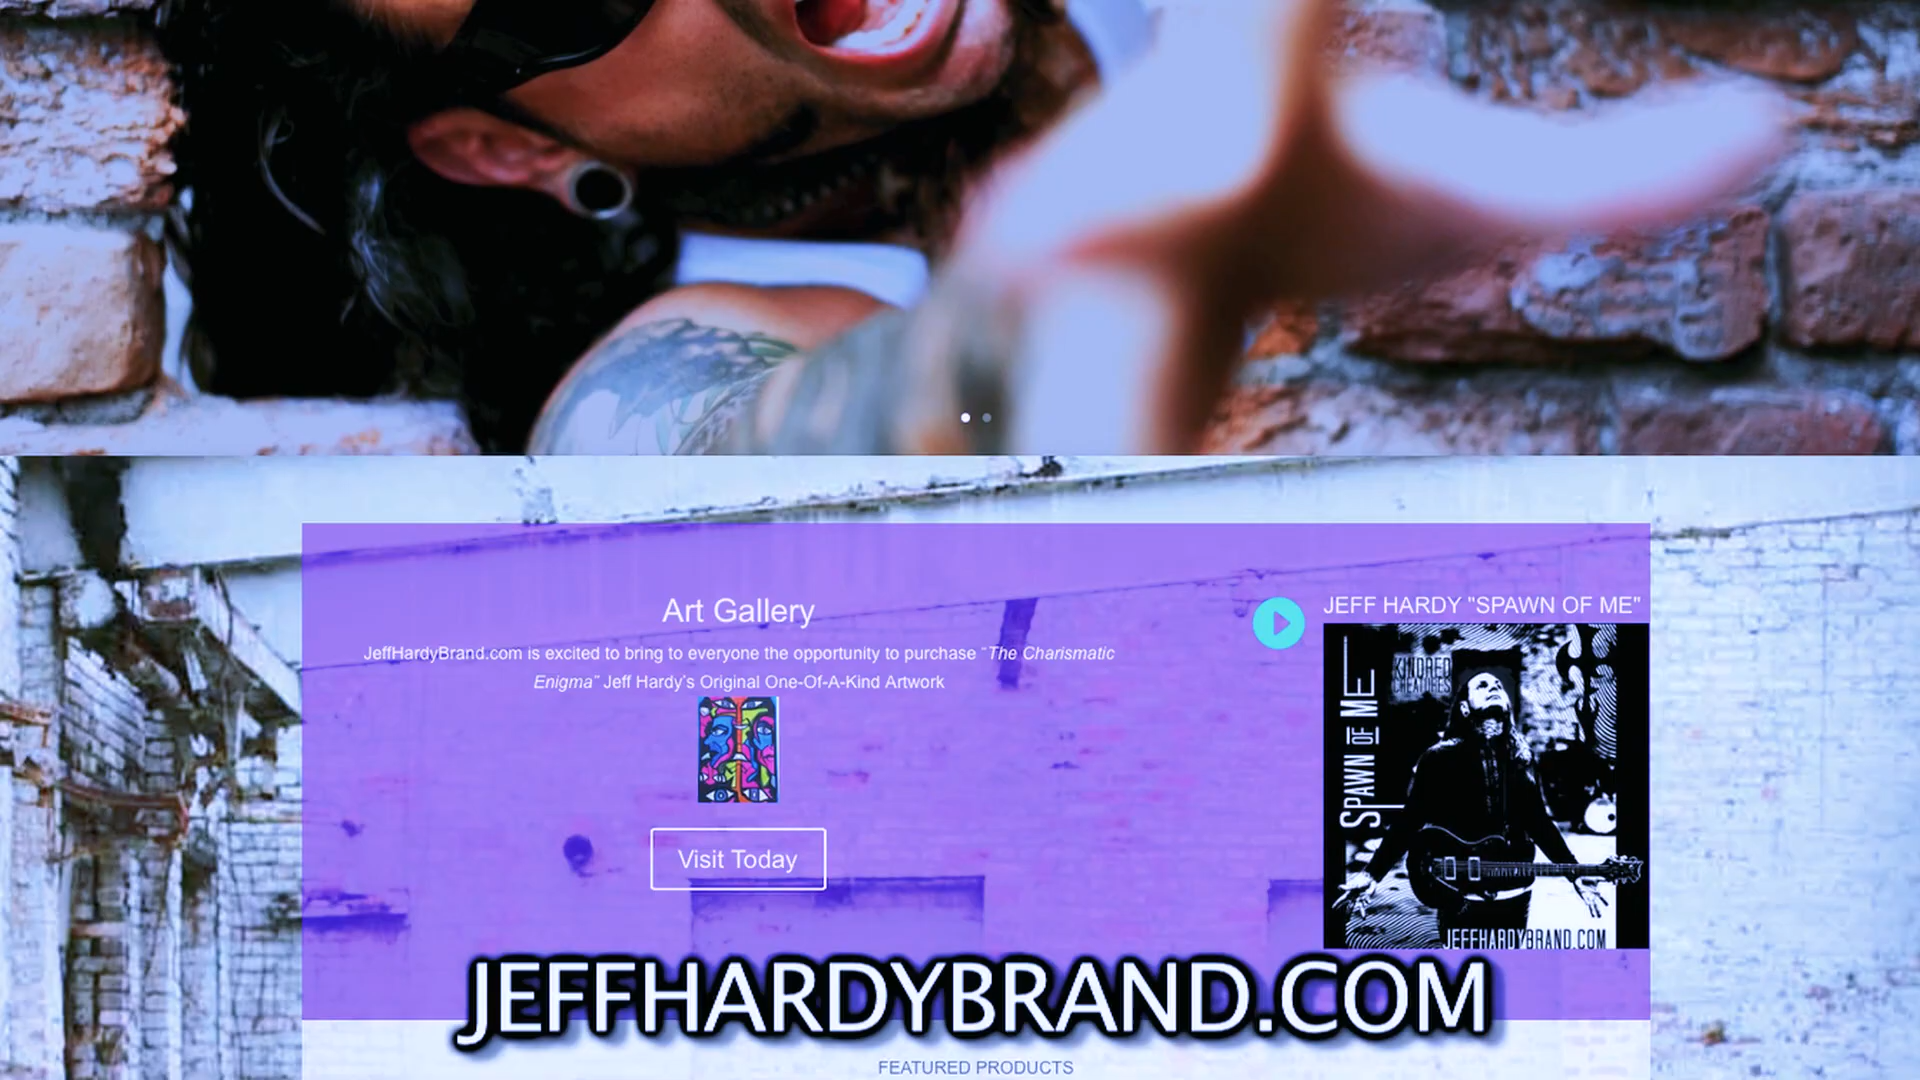 Art Gallery
JeffHardyBrand.com is excited to bring to everyone the opportunity to purchase "The Charismatic
Enigma" Jeff Hardy's Original One-Of-A-Kind Artwork
Visit Today
JEFF HARDY "SPAWN OF ME"
KINDRED
CREATURES
SPAWN OF ME
JEFFHARDYBRAND.COM
JEFFHARDYBRAND.COM
FEATURED PRODUCTS